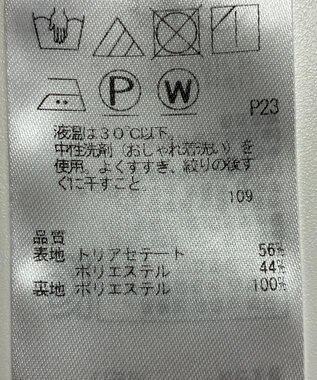 P W
P23
液温は30℃以下。
中性洗剤（おしゃれ着洗い）を
使用。よくすすぎ、絞りの後す
ぐに干すこと。
109
品質
表地 トリアセテート 56%
ポリエステル 44%
裏地 ポリエステル 100%